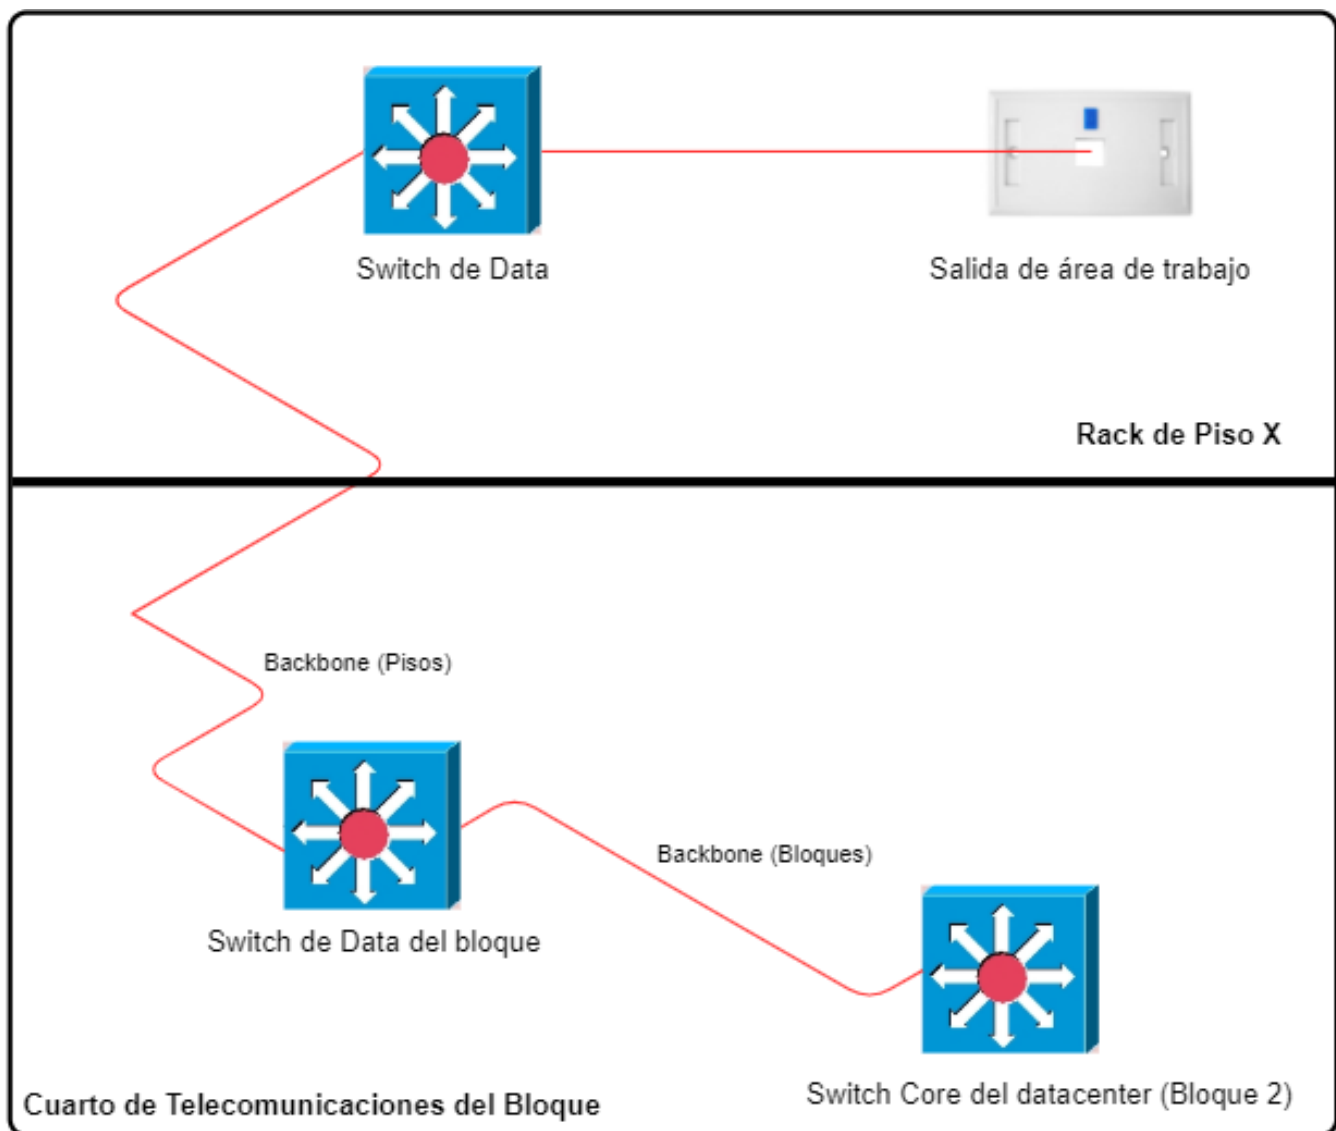 Switch de Data
Salida de área de trabajo
Rack de Piso X
Backbone (Pisos)
Backbone (Bloques)
Switch de Data del bloque
Switch Core del datacenter (Bloque 2)
Cuarto de Telecomunicaciones del Bloque